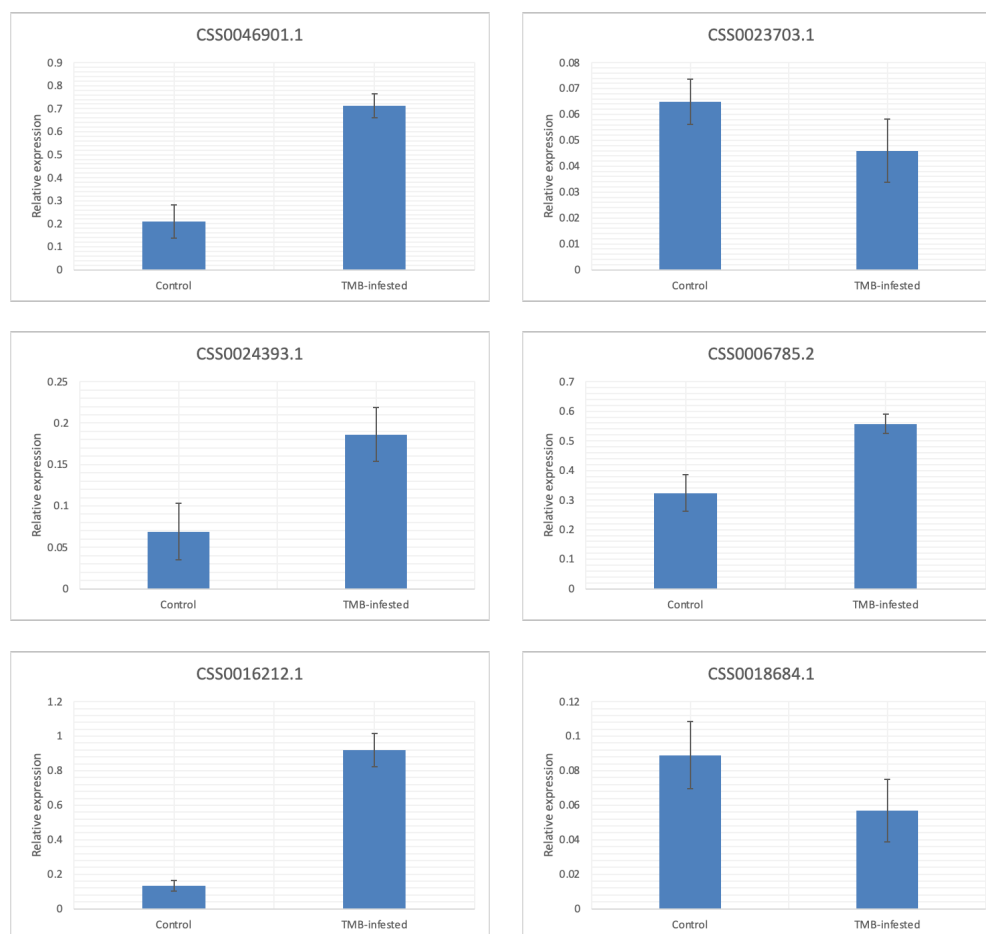 CSS0046901.1
Relative expression
0.9
0.8
0.7
0.6
0.5
0.4
0.3
0.2
0.1
0
Control TMB-infested
CSS0023703.1
Relative expression
0.08
0.07
0.06
0.05
0.04
0.03
0.02
0.01
0
Control TMB-infested
CSS0024393.1
Relative expression
0.25
0.2
0.15
0.1
0.05
0
Control TMB-infested
CSS0006785.2
Relative expression
0.7
0.6
0.5
0.4
0.3
0.2
0.1
0
Control TMB-infested
CSS0016212.1
Relative expression
1.2
1
0.8
0.6
0.4
0.2
0
Control TMB-infested
CSS0018684.1
Relative expression
0.12
0.1
0.08
0.06
0.04
0.02
0
Control TMB-infested